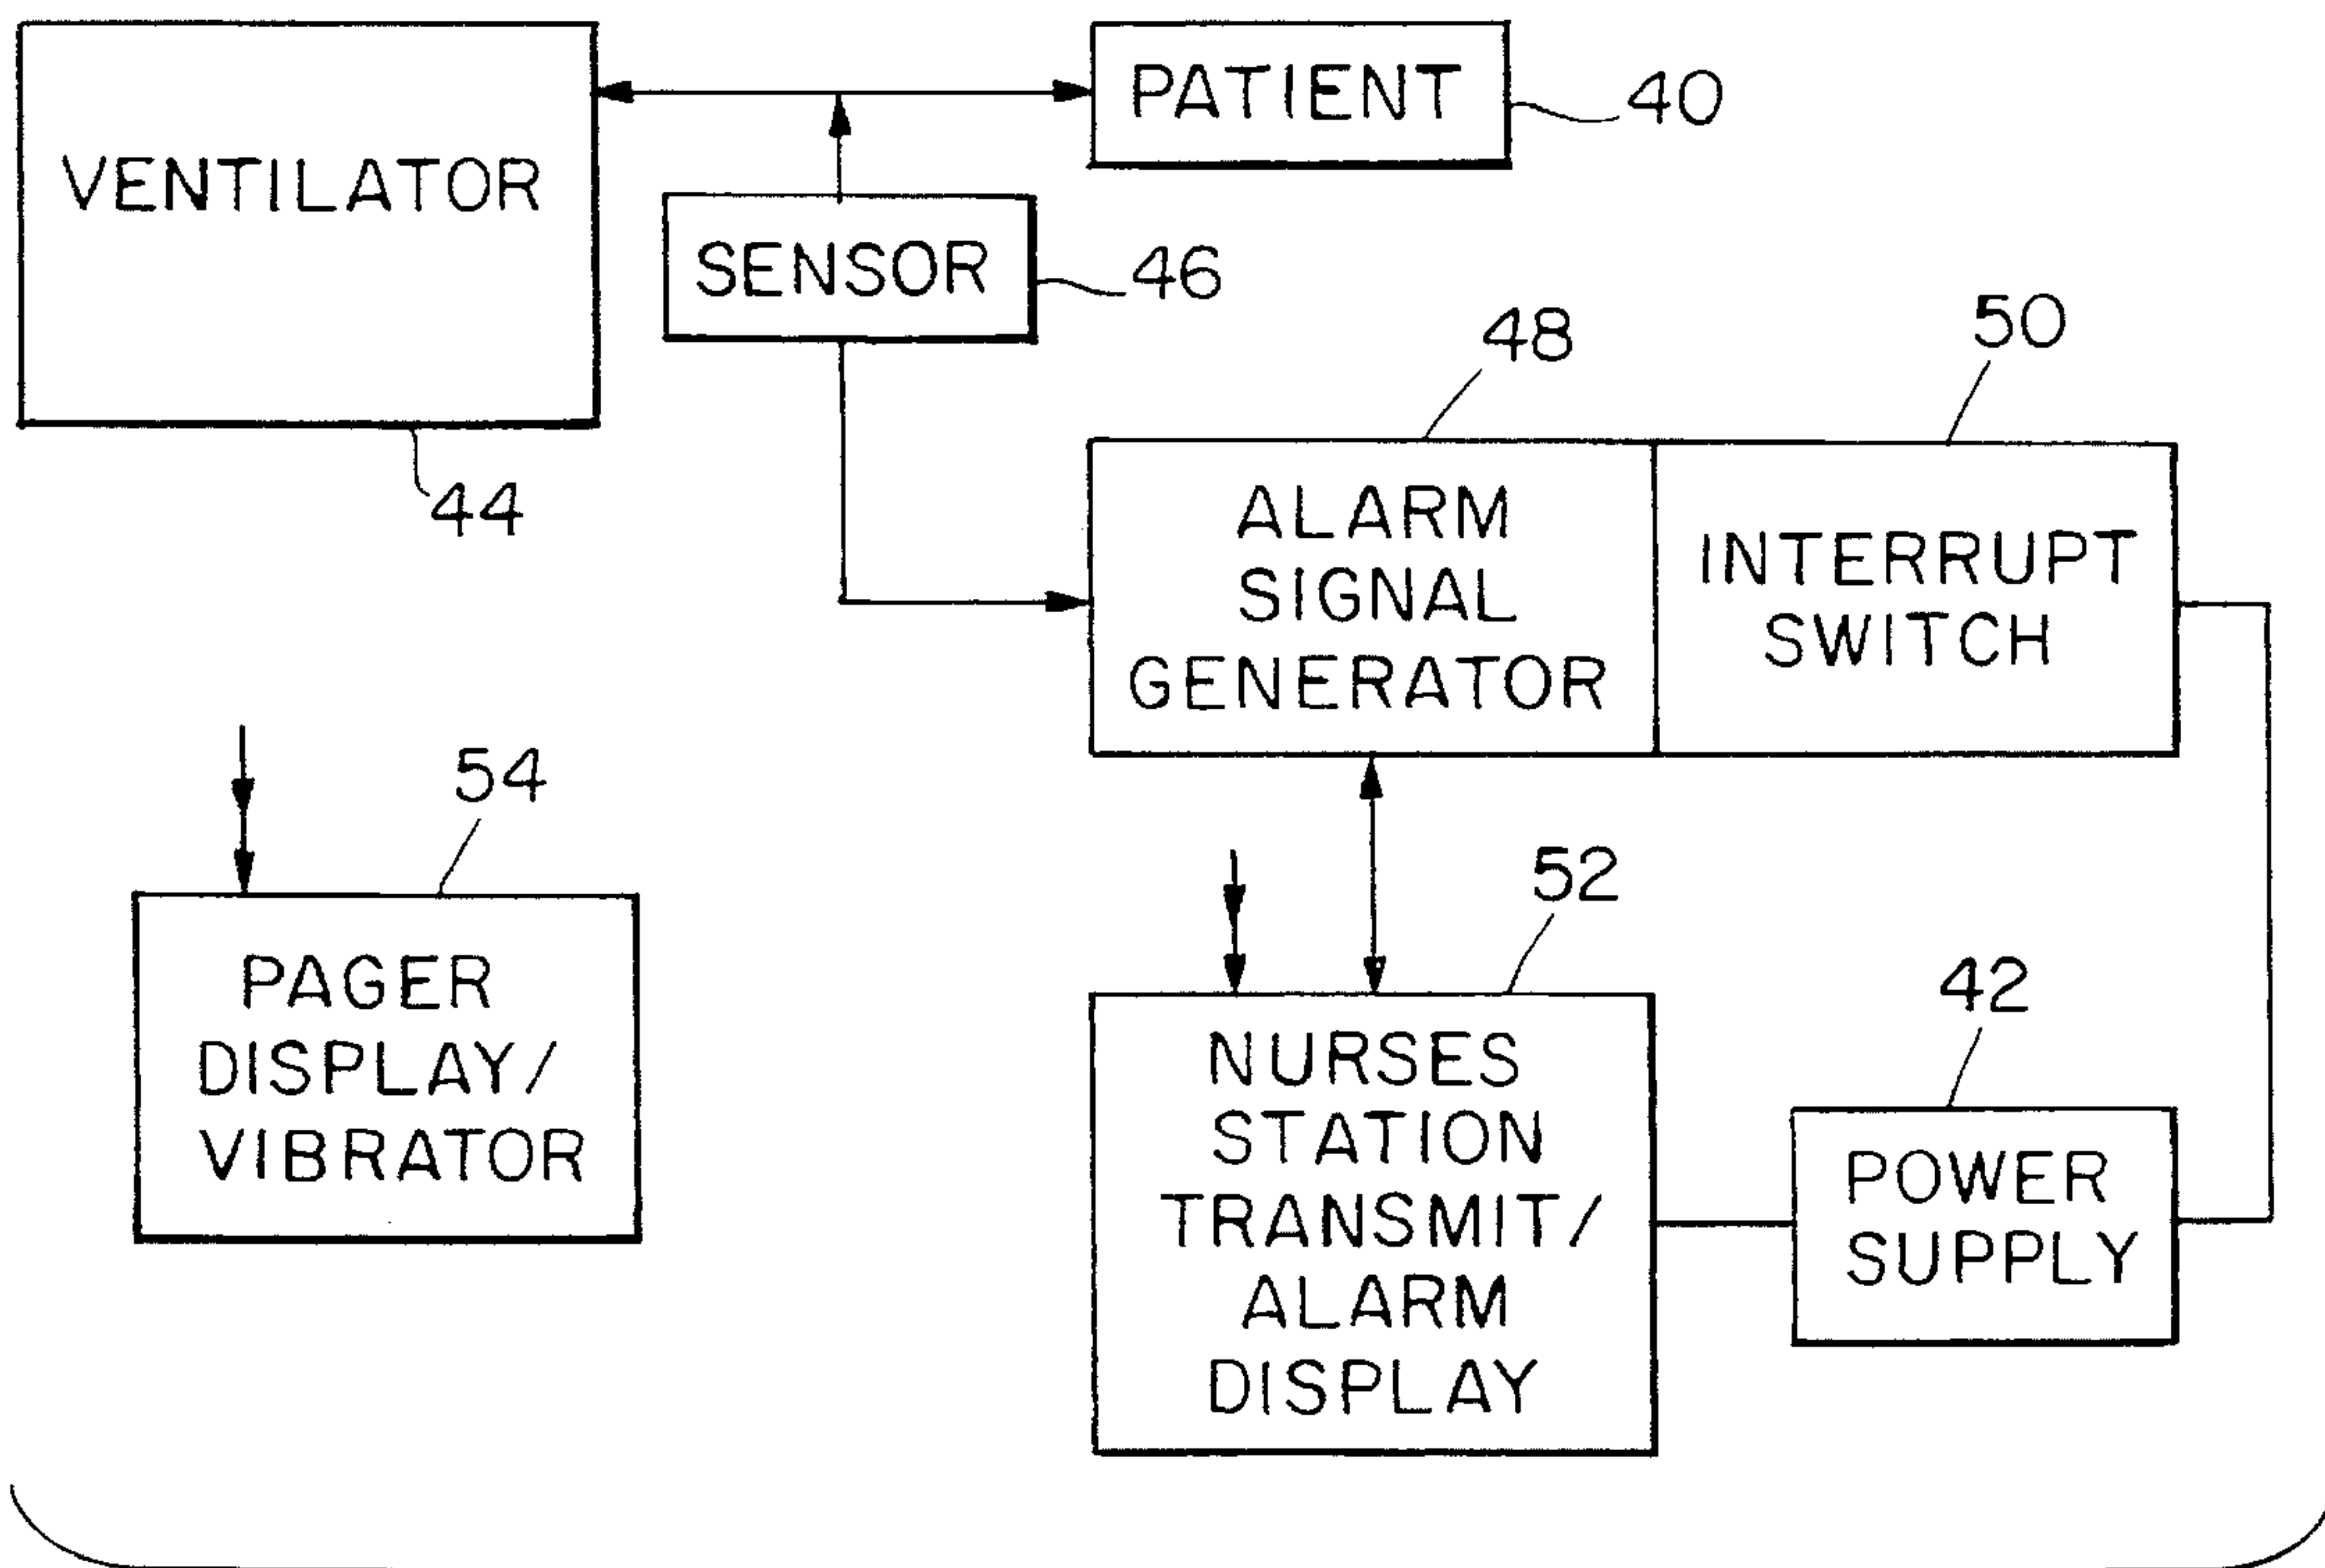 VENTILATOR
44
PATIENT
40
SENSOR
46
48
50
ALARM
SIGNAL
GENERATOR
INTERRUPT
SWITCH
54
PAGER
DISPLAY/
VIBRATOR
52
NURSES
STATION
TRANSMIT/
ALARM
DISPLAY
42
POWER
SUPPLY